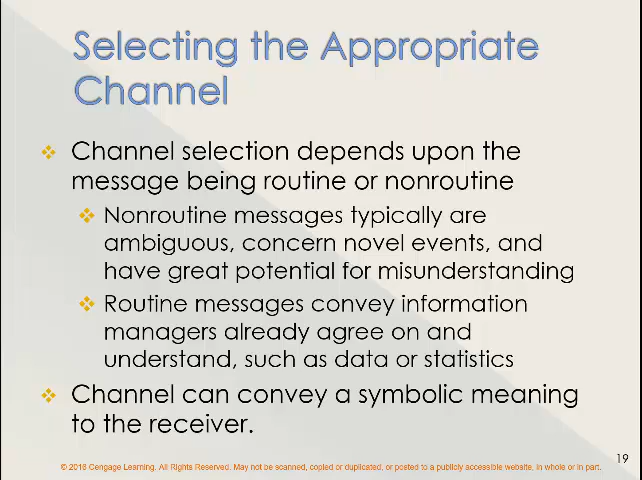 Selecting the Appropriate
Channel
Channel selection depends upon the
message being routine or nonroutine
Nonroutine messages typically are
ambiguous, concern novel events, and
have great potential for misunderstanding
Routine messages convey information
managers already agree on and
understand, such as data or statistics
Channel can convey a symbolic meaning
to the receiver.
19
© 2016 Cengage Learning. All Rights Reserved. May not be scanned, copied or duplicated, or posted to a publicly accessible website, in whole or in part.